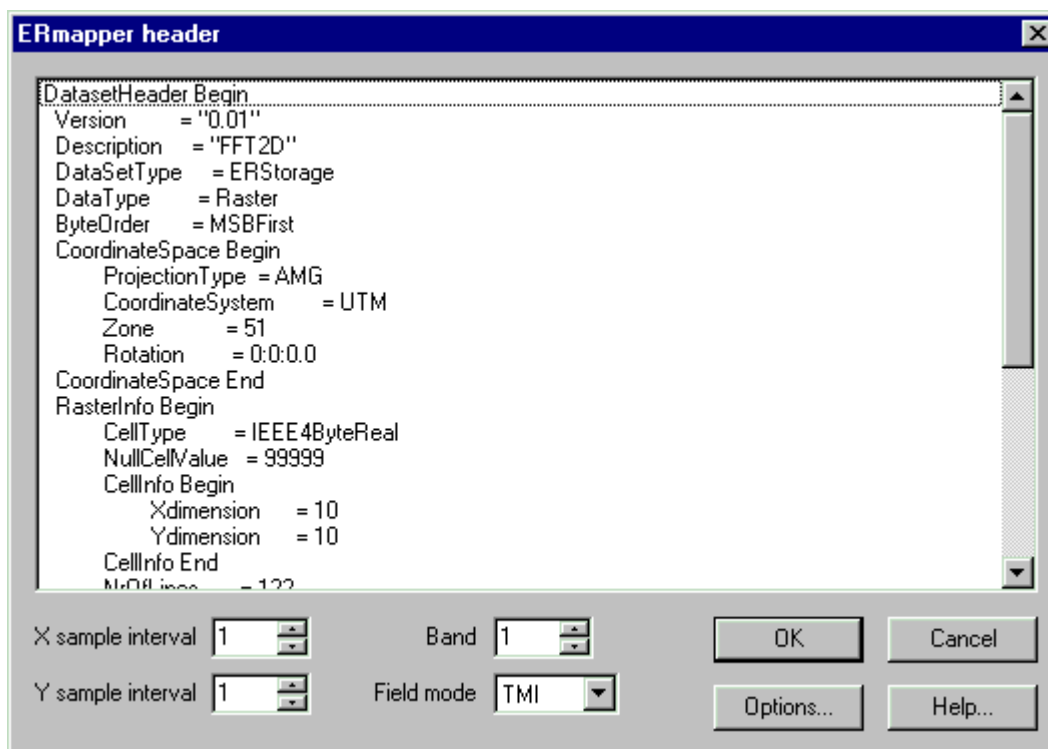 ERmapper header
DatasetHeader Begin
Version = "0.01"
Description = "FFT2D"
DataSetType = ERStorage
DataType = Raster
ByteOrder = MSBFirst
CoordinateSpace Begin
ProjectionType = AMG
CoordinateSystem = UTM
Zone = 51
Rotation = 0:0:0.0
CoordinateSpace End
RasterInfo Begin
CellType = IEEE4ByteReal
NullCellValue = 99999
CellInfo Begin
Xdimension = 10
Ydimension = 10
CellInfo End
NrOfLines = 122
X sample interval 1 Band 1 OK Cancel
Y sample interval 1 Field mode TMI Options... Help...